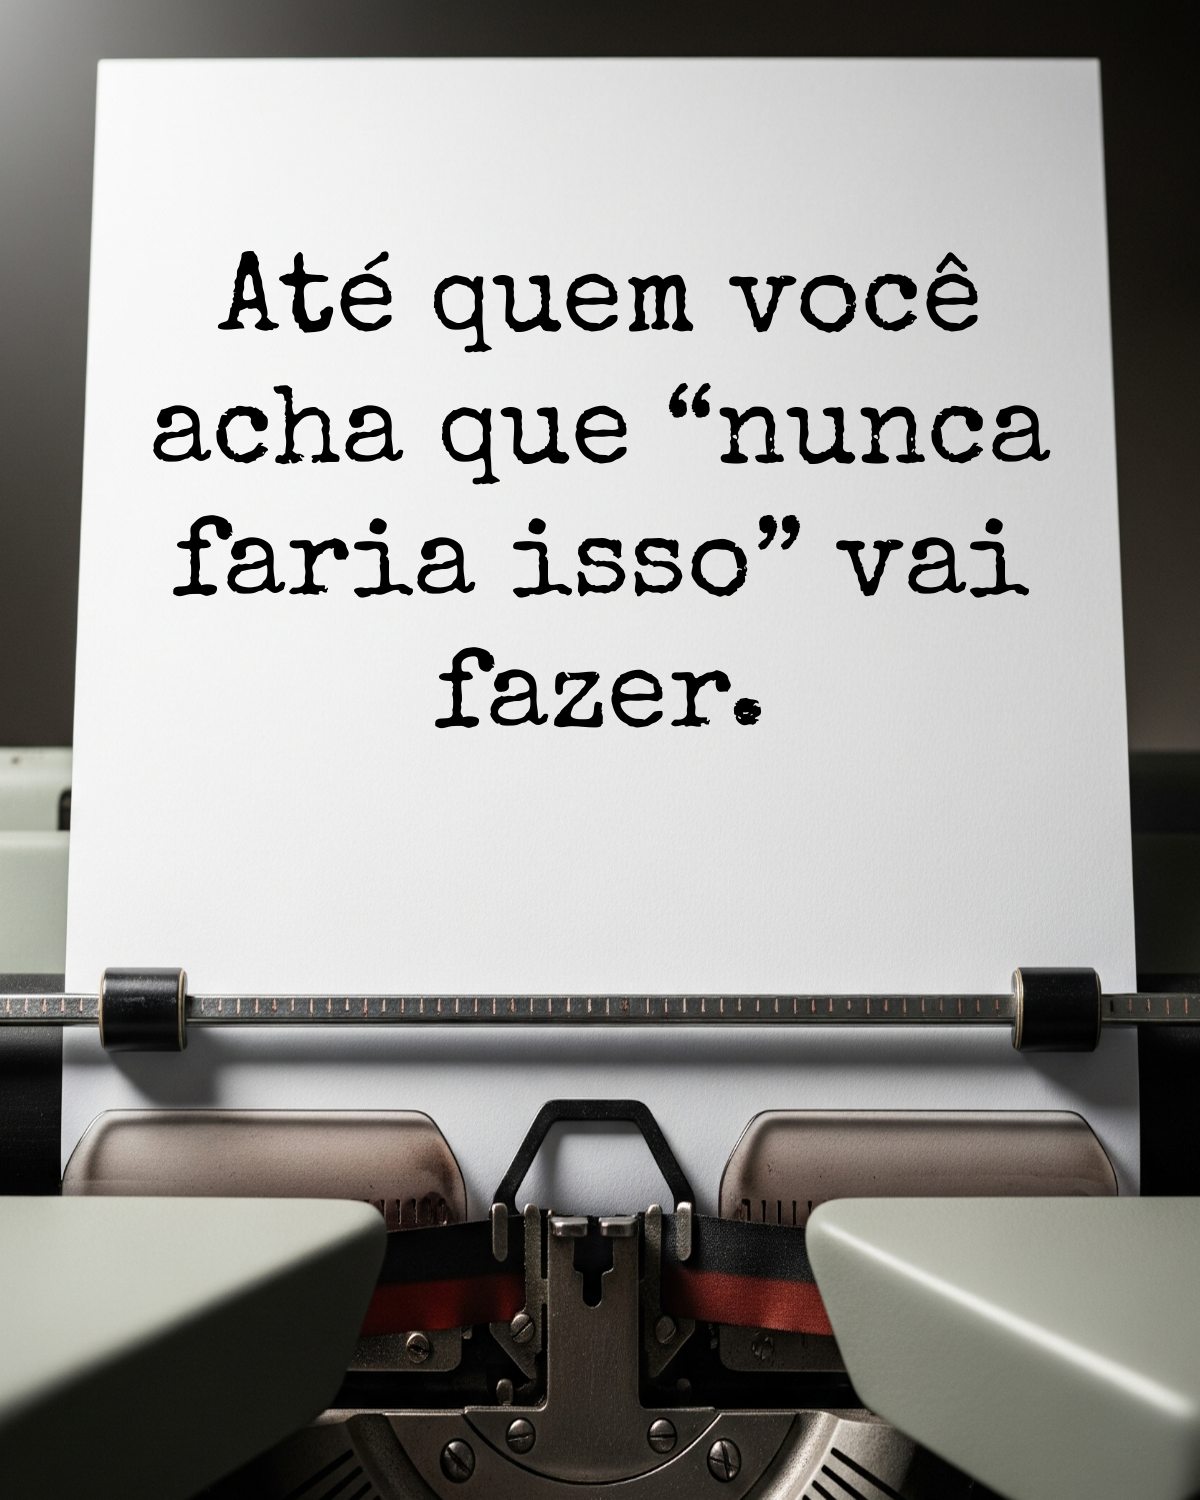 Até quem você
acha que “nunca
faria isso” vai
fazer.